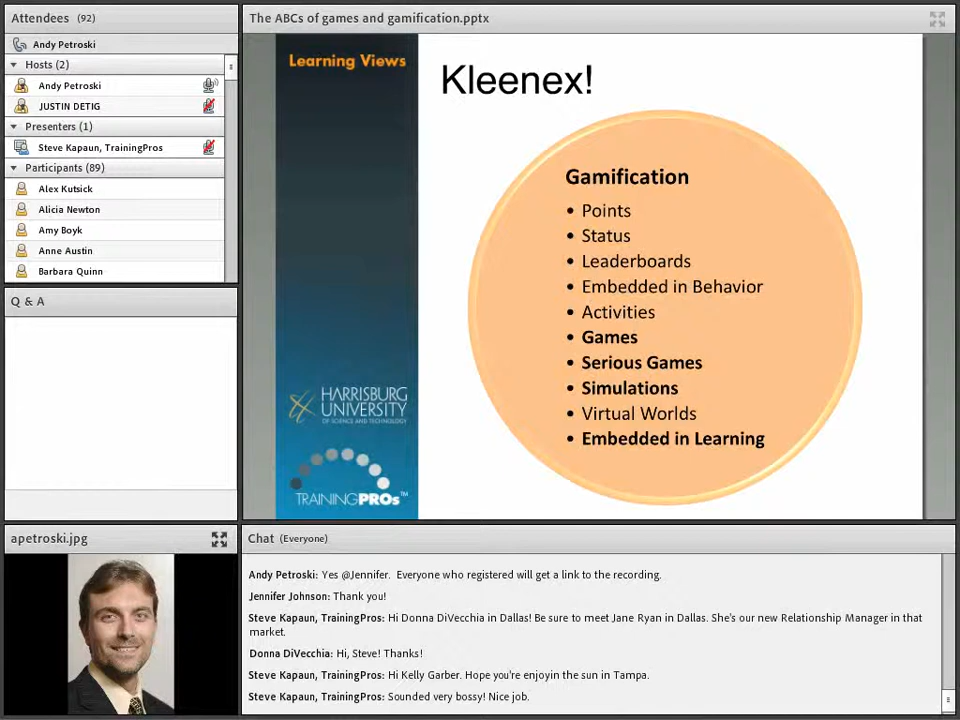 Attendees (92)
Andy Petroski
Hosts (2)
Andy Petroski
JUSTIN DETIG
Presenters (1)
Steve Kapaun, TrainingPros
Participants (89)
Alex Kutsick
Alicia Newton
Amy Boyk
Anne Austin
Barbara Quinn
Q & A
apetroski.jpg
The ABCs of games and gamification.pptx
Learning Views
HARRISBURG
UNIVERSITY
OF SCIENCE AND TECHNOLOGY
TRAININGPROs™
Kleenex!
Gamification
• Points
• Status
• Leaderboards
• Embedded in Behavior
• Activities
• Games
• Serious Games
• Simulations
• Virtual Worlds
• Embedded in Learning
Chat (Everyone)
Andy Petroski: Yes @Jennifer. Everyone who registered will get a link to the recording.
Jennifer Johnson: Thank you!
Steve Kapaun, TrainingPros: Hi Donna DiVecchia in Dallas! Be sure to meet Jane Ryan in Dallas. She's our new Relationship Manager in that
market.
Donna DiVecchia: Hi, Steve! Thanks!
Steve Kapaun, TrainingPros: Hi Kelly Garber. Hope you're enjoyin the sun in Tampa.
Steve Kapaun, TrainingPros: Sounded very bossy! Nice job.